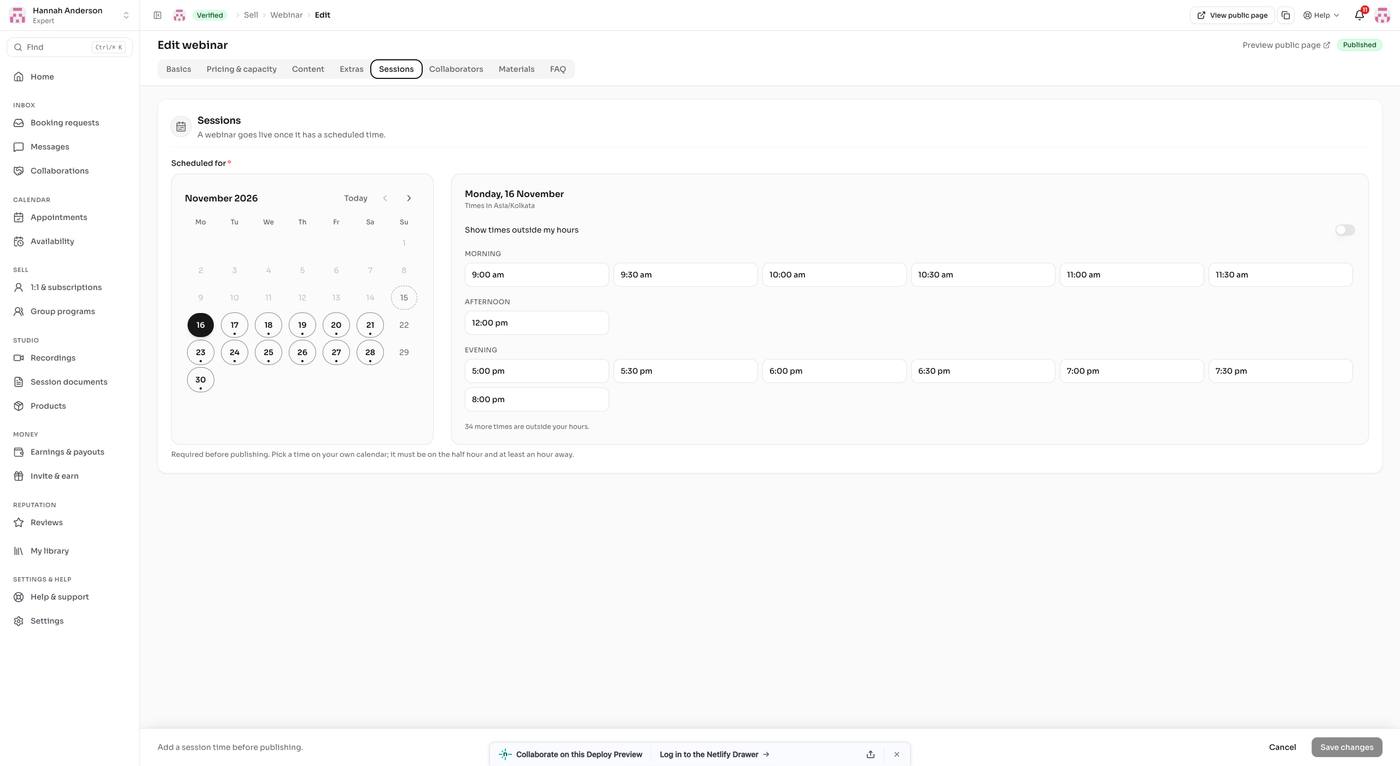 Hannah Anderson
Expert
Verified
Sell
Webinar
Edit
View public page
Help
11
Find
Ctrl/⌘ K
Edit webinar
Preview public page
Published
Home
Basics
Pricing & capacity
Content
Extras
Sessions
Collaborators
Materials
FAQ
INBOX
Booking requests
Messages
Collaborations
CALENDAR
Appointments
Availability
SELL
1:1 & subscriptions
Group programs
STUDIO
Recordings
Session documents
Products
MONEY
Earnings & payouts
Invite & earn
REPUTATION
Reviews
My library
SETTINGS & HELP
Help & support
Settings
Sessions
A webinar goes live once it has a scheduled time.
Scheduled for *
November 2026
Today
Mo Tu We Th Fr Sa Su
1
2 3 4 5 6 7 8
9 10 11 12 13 14 15
16 17 18 19 20 21 22
23 24 25 26 27 28 29
30
Monday, 16 November
Times in Asia/Kolkata
Show times outside my hours
MORNING
9:00 am 9:30 am 10:00 am 10:30 am 11:00 am 11:30 am
AFTERNOON
12:00 pm
EVENING
5:00 pm 5:30 pm 6:00 pm 6:30 pm 7:00 pm 7:30 pm
8:00 pm
34 more times are outside your hours.
Required before publishing. Pick a time on your own calendar; it must be on the half hour and at least an hour away.
Add a session time before publishing.
Collaborate on this Deploy Preview
Log in to the Netlify Drawer →
Cancel
Save changes